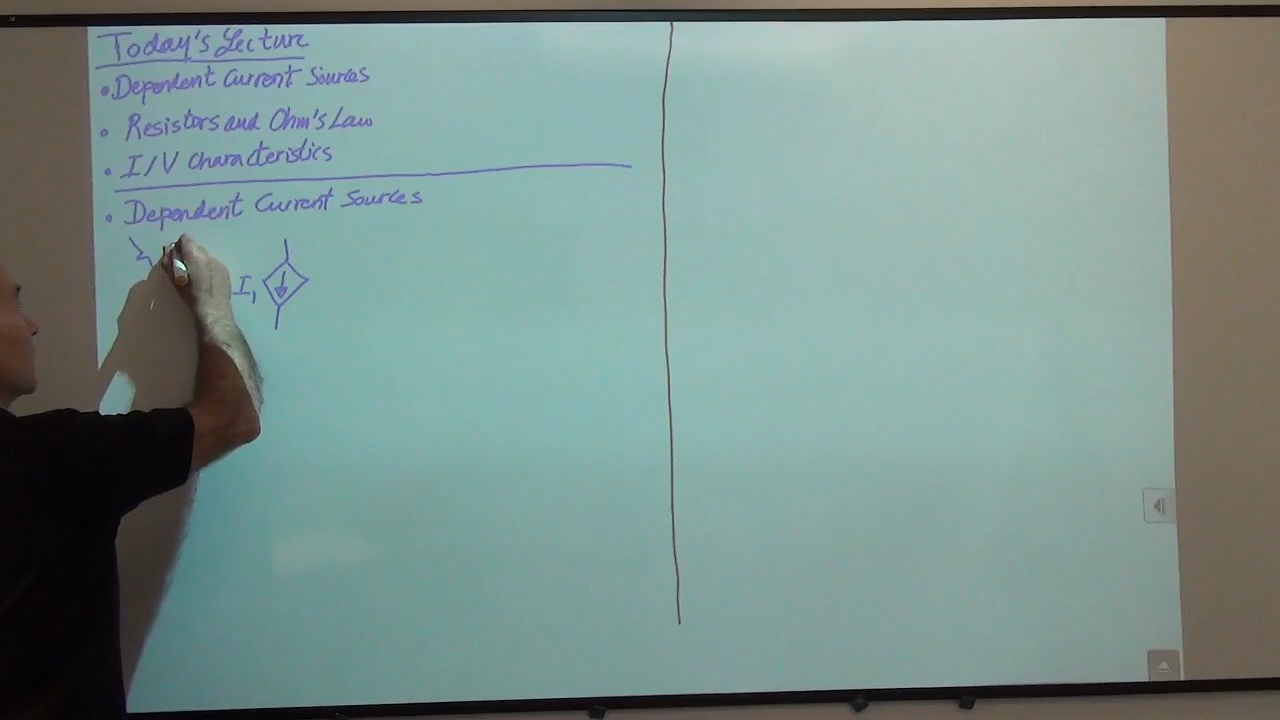 Today's Lecture
• Dependent Current Sources
• Resistors and Ohm's Law
• I/V Characteristics
• Dependent Current Sources
I₁